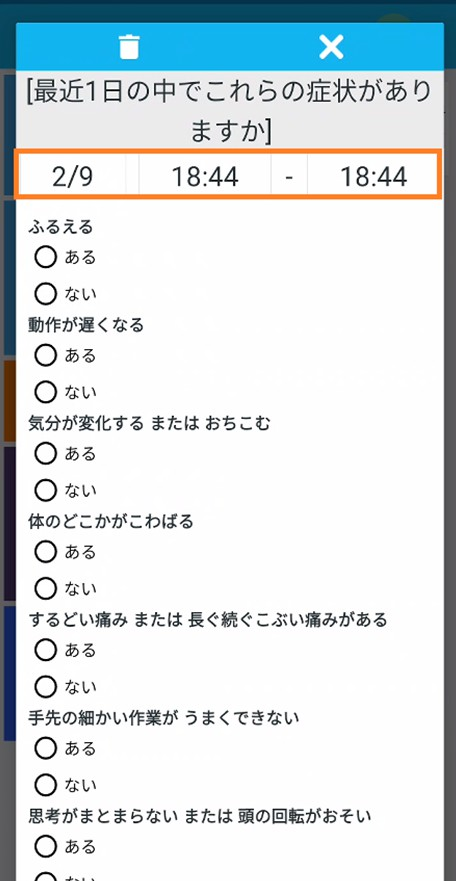 [最近1日の中でこれらの症状があり
ますか]
2/9 18:44 - 18:44
ふるえる
ある
ない
動作が遅くなる
ある
ない
気分が変化する または おちこむ
ある
ない
体のどこかがこわばる
ある
ない
するどい痛み または 長ぐ続ぐこぶい痛みがある
ある
ない
手先の細かい作業が うまくできない
ある
ない
思考がまとまらない または 頭の回転がおそい
ある
ない